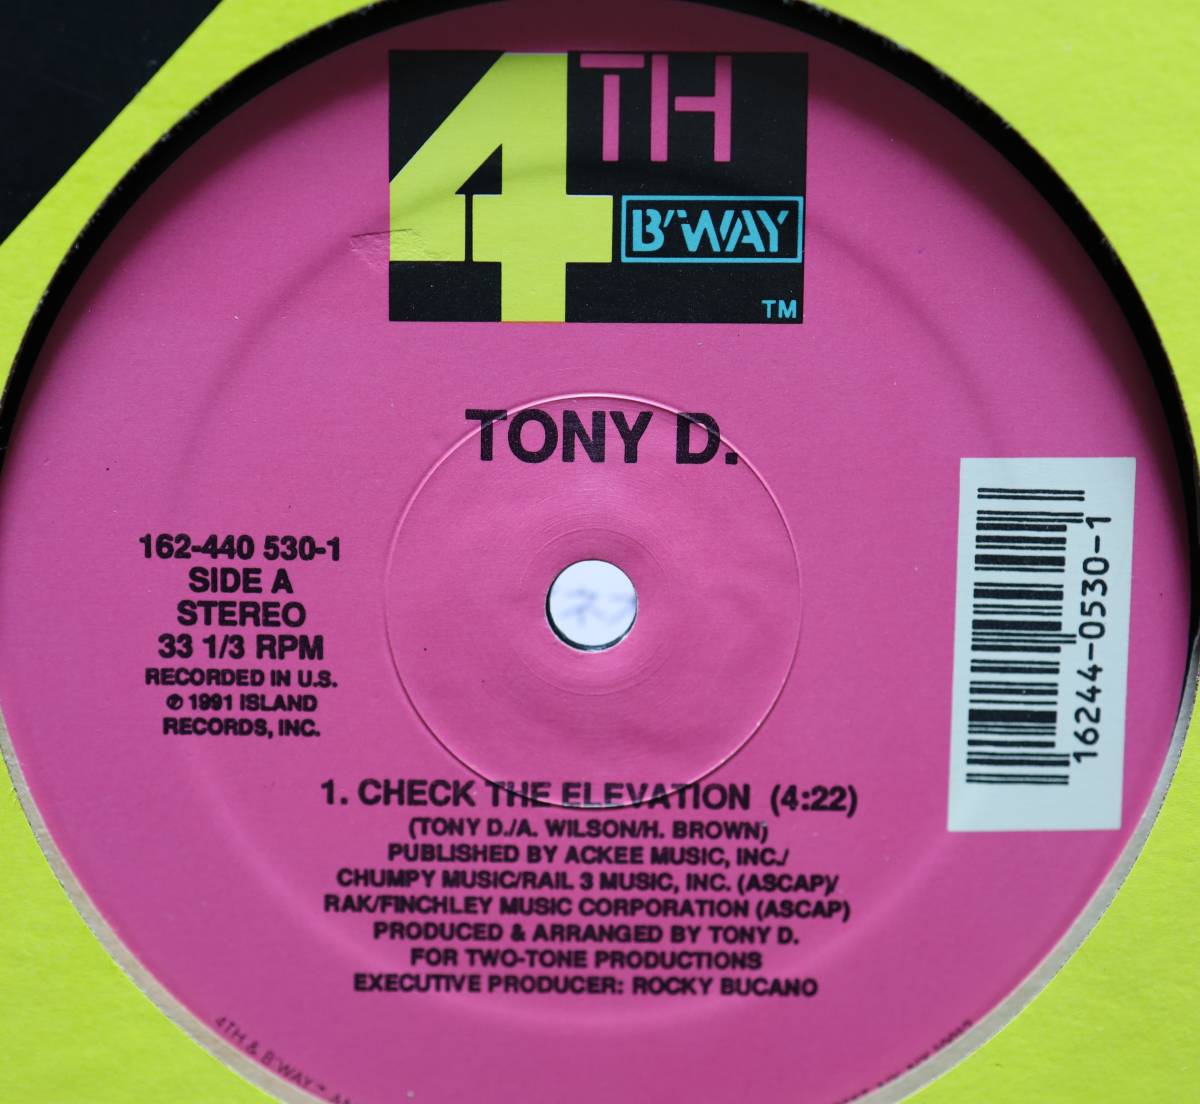 4TH
B'WAY
TM
TONY D.
162-440 530-1
SIDE A
STEREO
33 1/3 RPM
RECORDED IN U.S.
℗ 1991 ISLAND
RECORDS, INC.
16244-0530-1
1. CHECK THE ELEVATION (4:22)
(TONY D./A. WILSON/H. BROWN)
PUBLISHED BY ACKEE MUSIC, INC./
CHUMPY MUSIC/RAIL 3 MUSIC, INC. (ASCAP)/
RAK/FINCHLEY MUSIC CORPORATION (ASCAP)
PRODUCED & ARRANGED BY TONY D.
FOR TWO-TONE PRODUCTIONS
EXECUTIVE PRODUCER: ROCKY BUCANO
4TH & B'WAY™